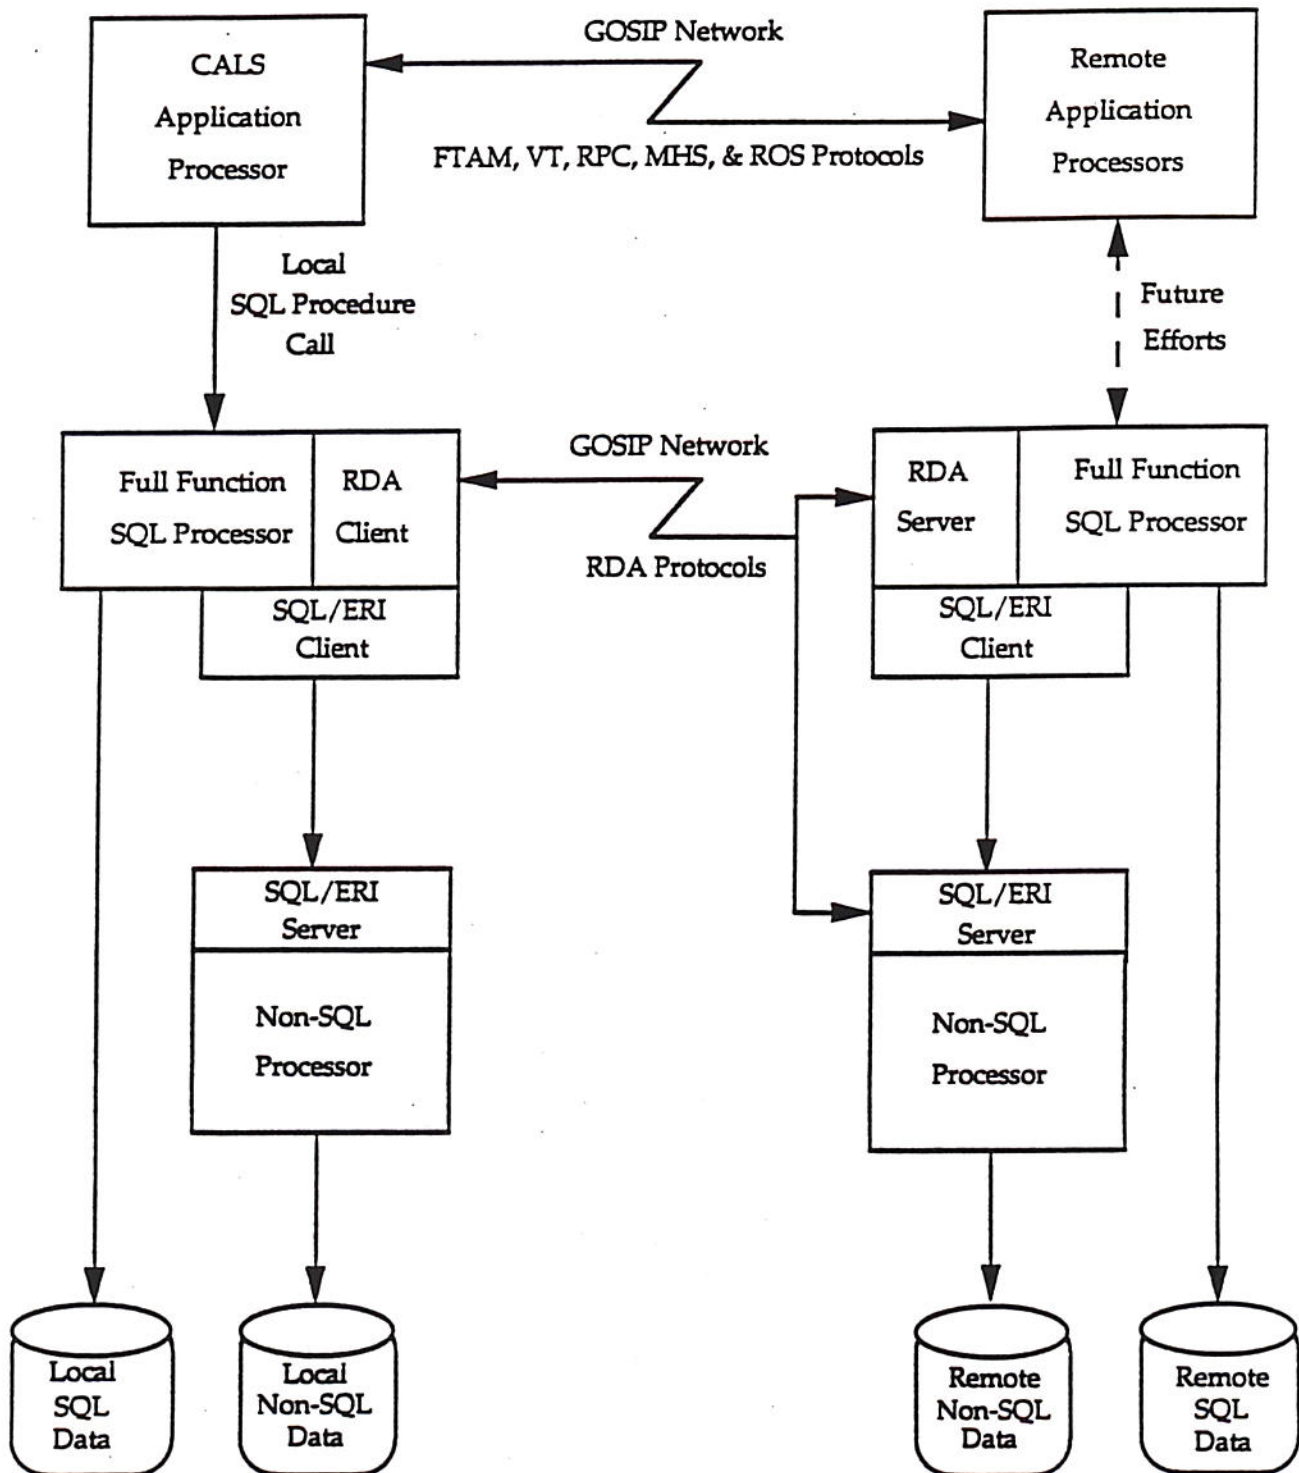 GOSIP Network
CALS
Application
Processor
Remote
Application
Processors
FTAM, VT, RPC, MHS, & ROS Protocols
Local
SQL Procedure
Call
Future
Efforts
GOSIP Network
Full Function
SQL Processor
RDA
Client
RDA
Server
Full Function
SQL Processor
RDA Protocols
SQL/ERI
Client
SQL/ERI
Client
SQL/ERI
Server
SQL/ERI
Server
Non-SQL
Processor
Non-SQL
Processor
Local
SQL
Data
Local
Non-SQL
Data
Remote
Non-SQL
Data
Remote
SQL
Data